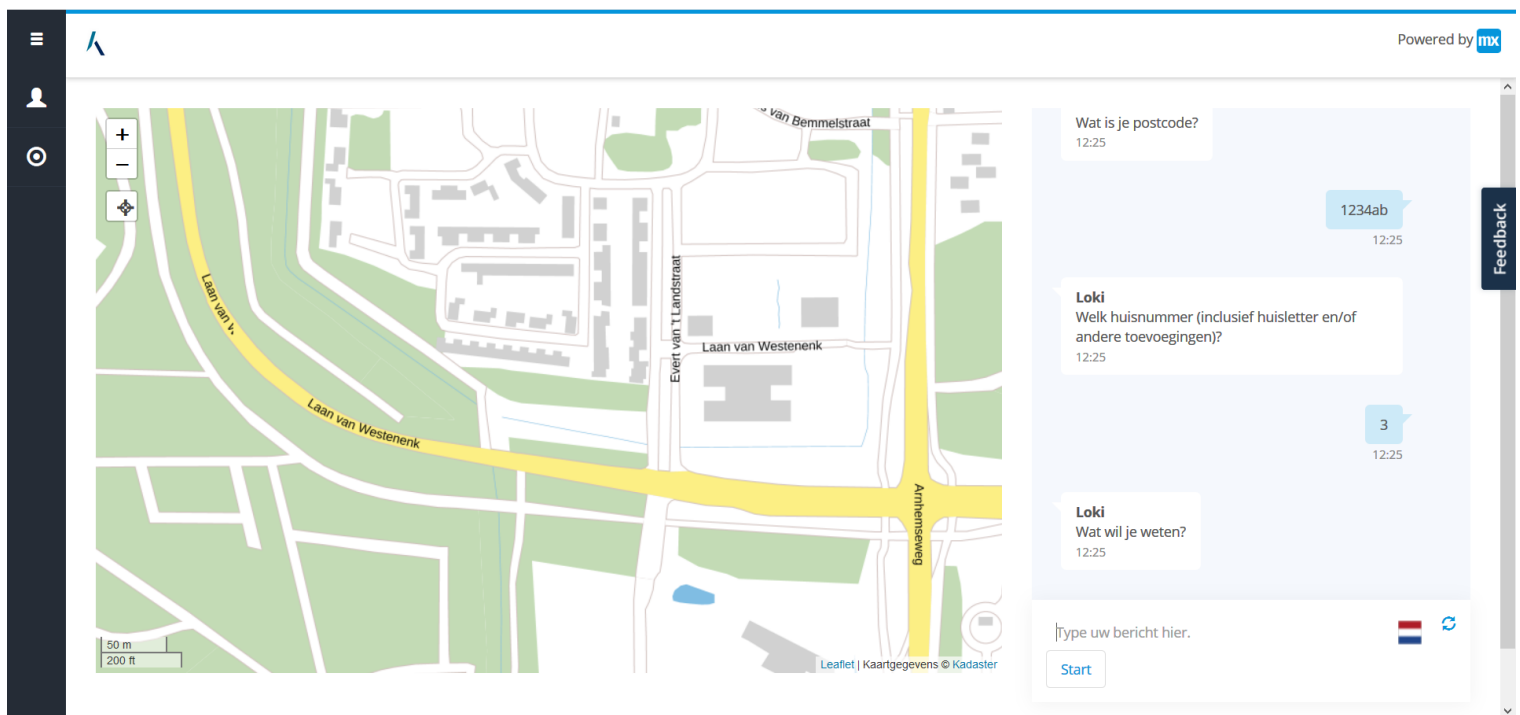 Powered by mx
+
−
van Bemmelstraat
Laan van
Evert van 't Landstraat
Laan van Westenenk
Laan van Westenenk
Arnhemseweg
50 m
200 ft
Leaflet | Kaartgegevens © Kadaster
Wat is je postcode?
12:25
1234ab
12:25
Loki
Welk huisnummer (inclusief huisletter en/of
andere toevoegingen)?
12:25
3
12:25
Loki
Wat wil je weten?
12:25
Type uw bericht hier.
Start
Feedback